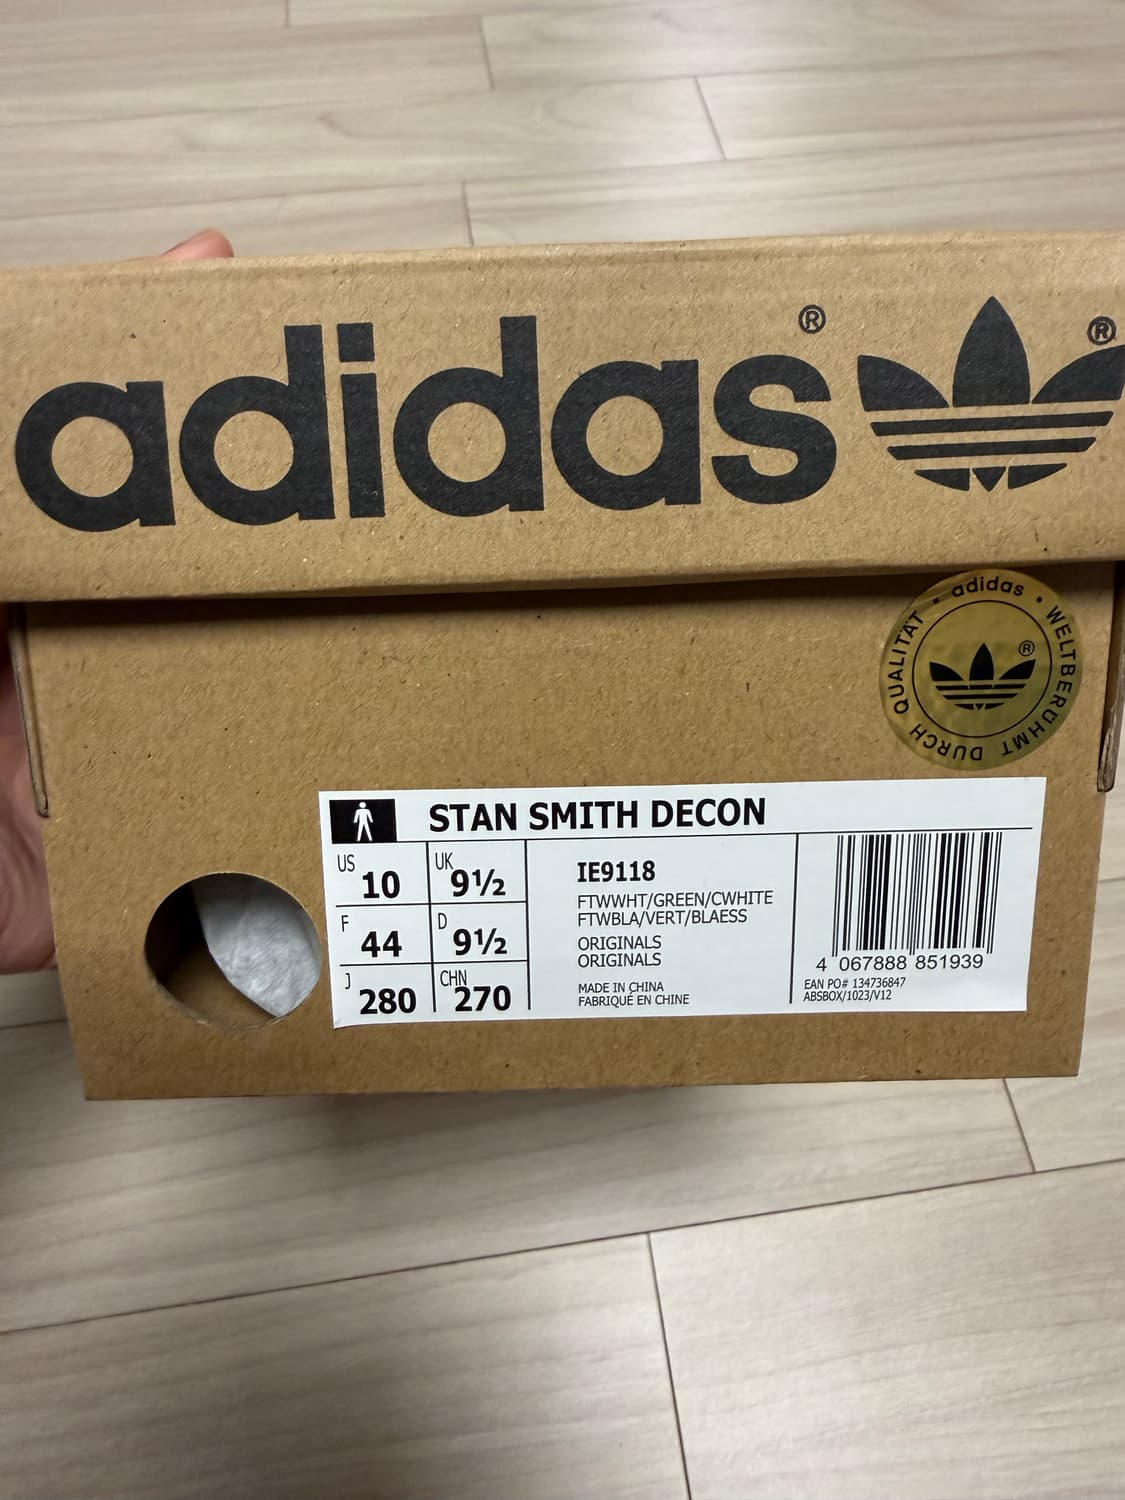 adidas®
®
adidas • WELTBERÜHMT DURCH QUALITÄT •
®
STAN SMITH DECON
US 10
UK 9½
F 44
D 9½
J 280
CHN 270
IE9118
FTWWHT/GREEN/CWHITE
FTWBLA/VERT/BLAESS
ORIGINALS
ORIGINALS
MADE IN CHINA
FABRIQUÉ EN CHINE
4 067888 851939
EAN PO# 134736847
ABSBOX/1023/V12